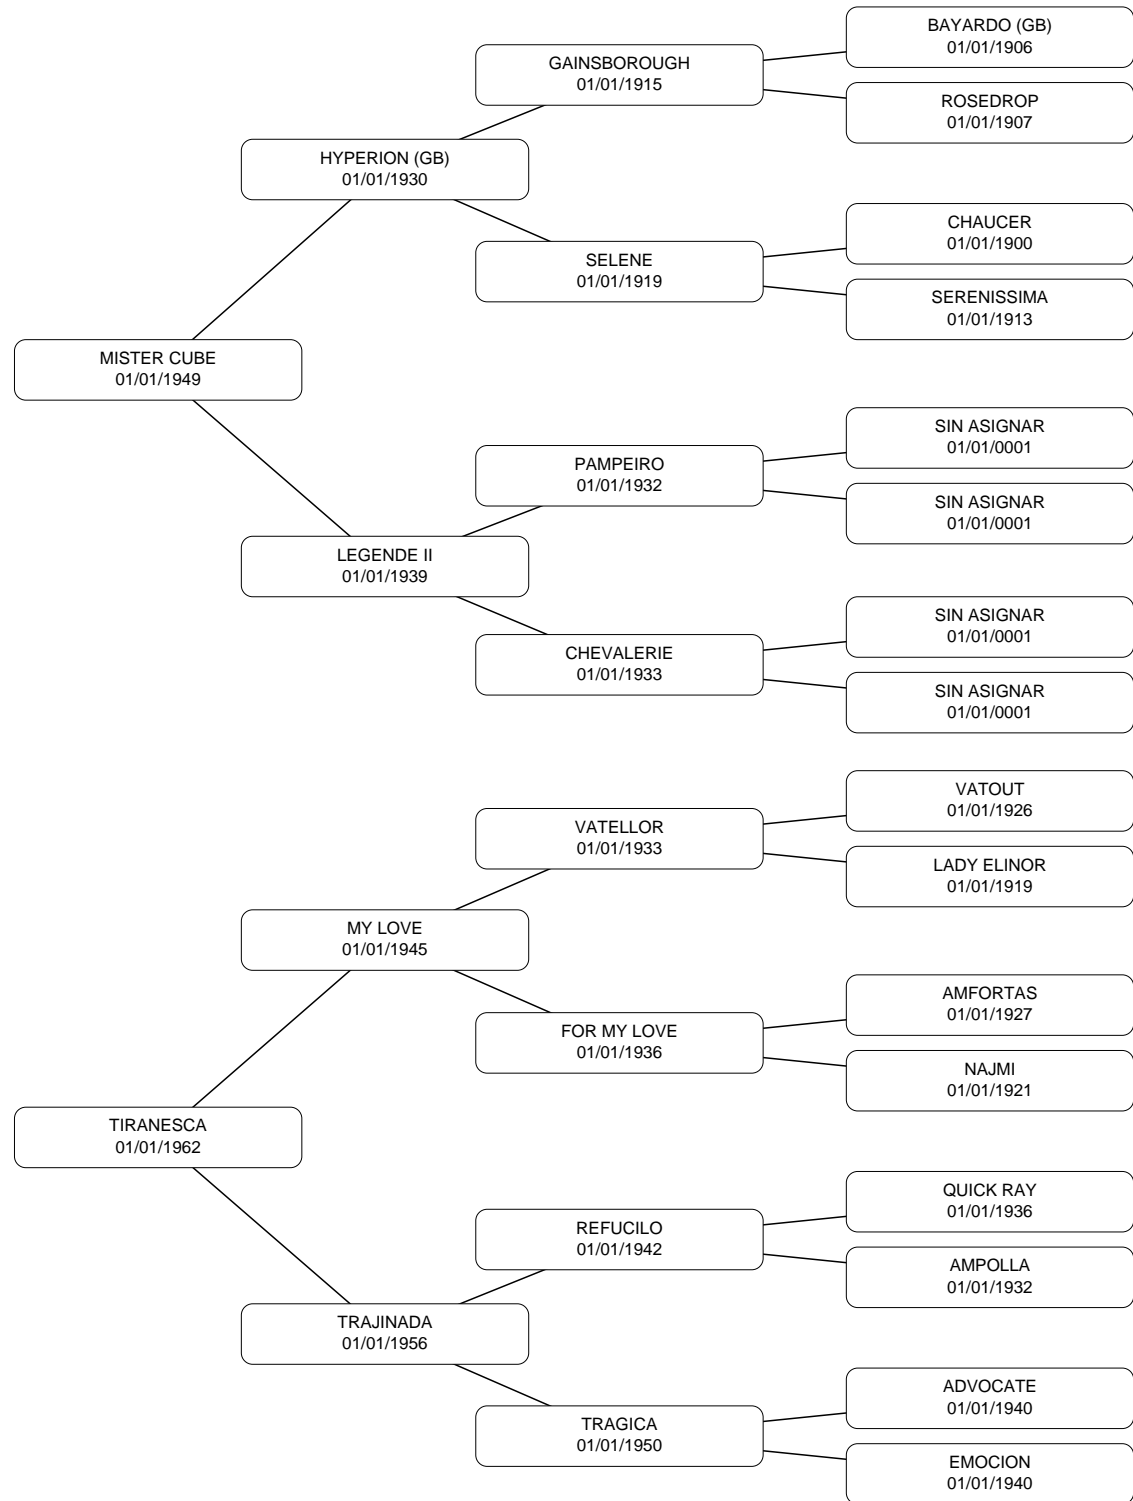 BAYARDO (GB)
01/01/1906
GAINSBOROUGH
01/01/1915
ROSEDROP
01/01/1907
HYPERION (GB)
01/01/1930
CHAUCER
01/01/1900
SELENE
01/01/1919
SERENISSIMA
01/01/1913
MISTER CUBE
01/01/1949
SIN ASIGNAR
01/01/0001
PAMPEIRO
01/01/1932
SIN ASIGNAR
01/01/0001
LEGENDE II
01/01/1939
SIN ASIGNAR
01/01/0001
CHEVALERIE
01/01/1933
SIN ASIGNAR
01/01/0001
VATOUT
01/01/1926
VATELLOR
01/01/1933
LADY ELINOR
01/01/1919
MY LOVE
01/01/1945
AMFORTAS
01/01/1927
FOR MY LOVE
01/01/1936
NAJMI
01/01/1921
TIRANESCA
01/01/1962
QUICK RAY
01/01/1936
REFUCILO
01/01/1942
AMPOLLA
01/01/1932
TRAJINADA
01/01/1956
ADVOCATE
01/01/1940
TRAGICA
01/01/1950
EMOCION
01/01/1940